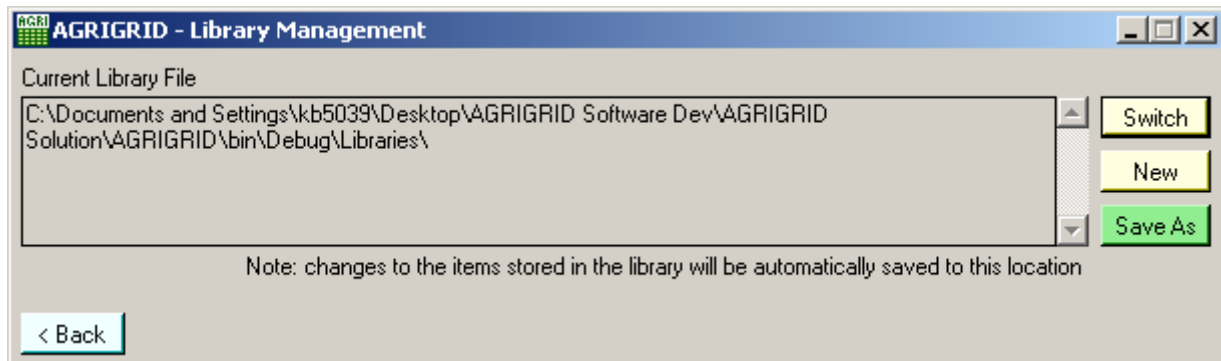 AGRI
AGRIGRID - Library Management
Current Library File
C:\Documents and Settings\kb5039\Desktop\AGRIGRID Software Dev\AGRIGRID
Solution\AGRIGRID\bin\Debug\Libraries\
Switch
New
Save As
Note: changes to the items stored in the library will be automatically saved to this location
< Back